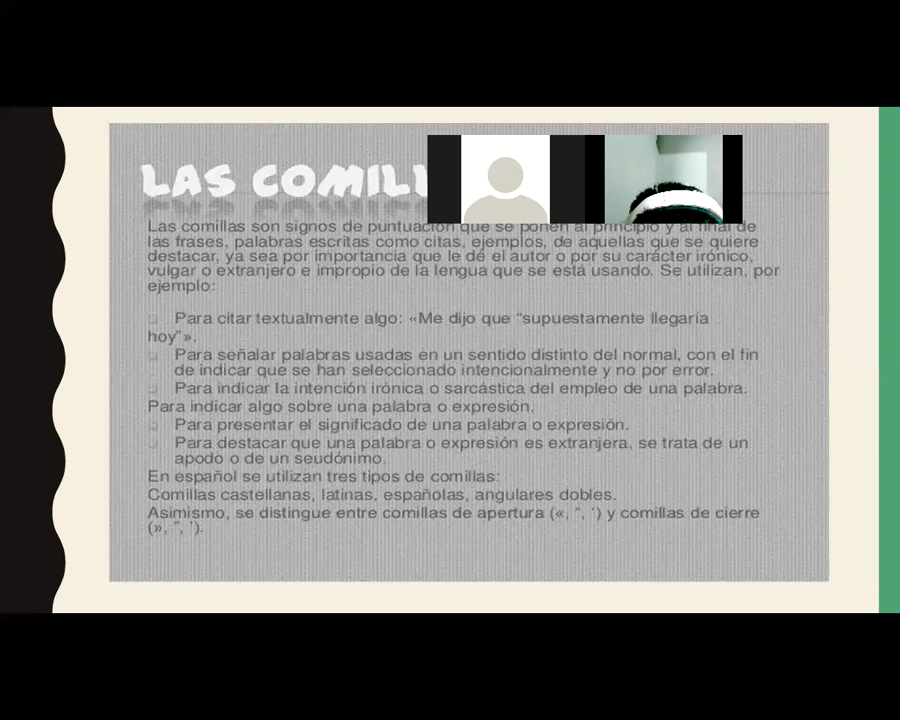 LAS COMILL
Las comillas son signos de puntuación que se ponen al principio y al final de
las frases, palabras escritas como citas, ejemplos, de aquellas que se quiere
destacar, ya sea por importancia que le dé el autor o por su carácter irónico,
vulgar o extranjero e impropio de la lengua que se está usando. Se utilizan, por
ejemplo:
Para citar textualmente algo: «Me dijo que “supuestamente llegaría
hoy”».
Para señalar palabras usadas en un sentido distinto del normal, con el fin
de indicar que se han seleccionado intencionalmente y no por error.
Para indicar la intención irónica o sarcástica del empleo de una palabra.
Para indicar algo sobre una palabra o expresión.
Para presentar el significado de una palabra o expresión.
Para destacar que una palabra o expresión es extranjera, se trata de un
apodo o de un seudónimo.
En español se utilizan tres tipos de comillas:
Comillas castellanas, latinas, españolas, angulares dobles.
Asimismo, se distingue entre comillas de apertura («, “, ‘) y comillas de cierre
(», ”, ’).